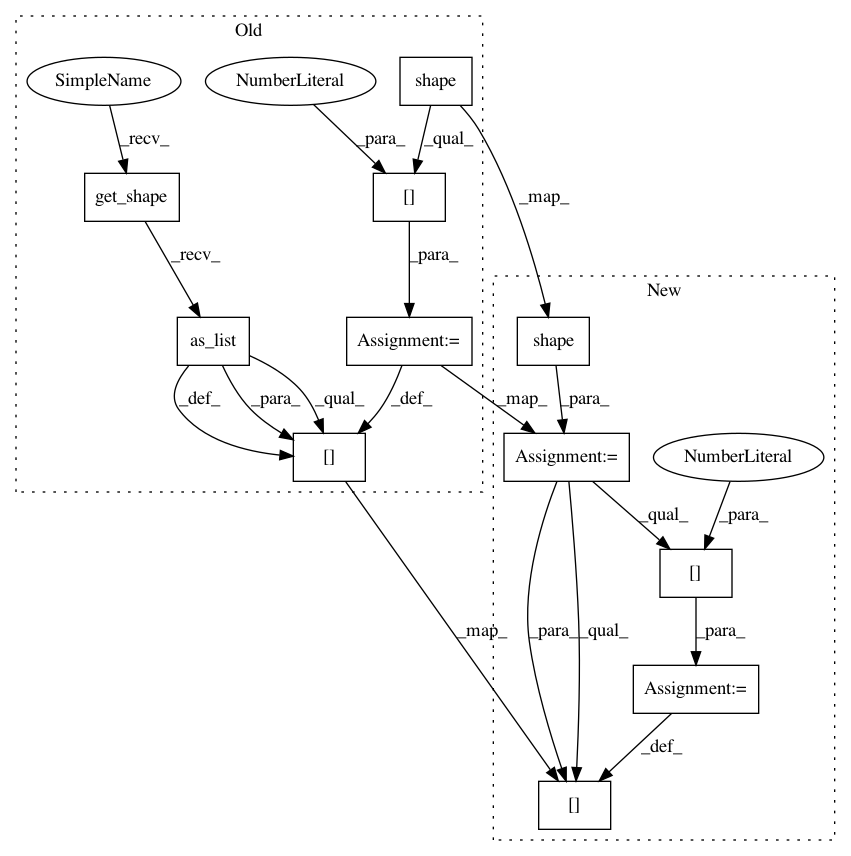 Old
SimpleName
NumberLiteral
shape
_recv_
_para_
_qual_
get_shape
[]
_map_
_recv_
_para_
New
as_list
Assignment:=
shape
_def_
_para_
_qual_
_def_
_map_
_para_
[]
Assignment:=
NumberLiteral
_qual_
_para_
[]
_map_
_para_
_qual_
_para_
Assignment:=
_def_
[]